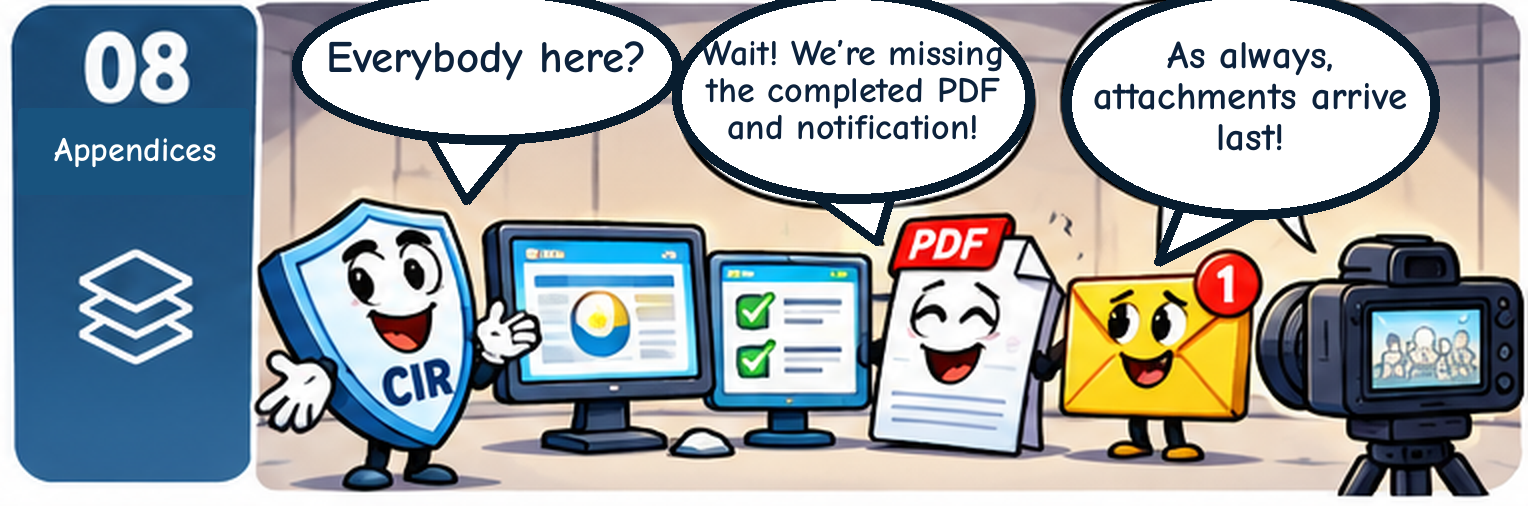 08
Appendices
Everybody here?
Wait! We're missing
the completed PDF
and notification!
As always,
attachments arrive
last!
CIR
PDF
1